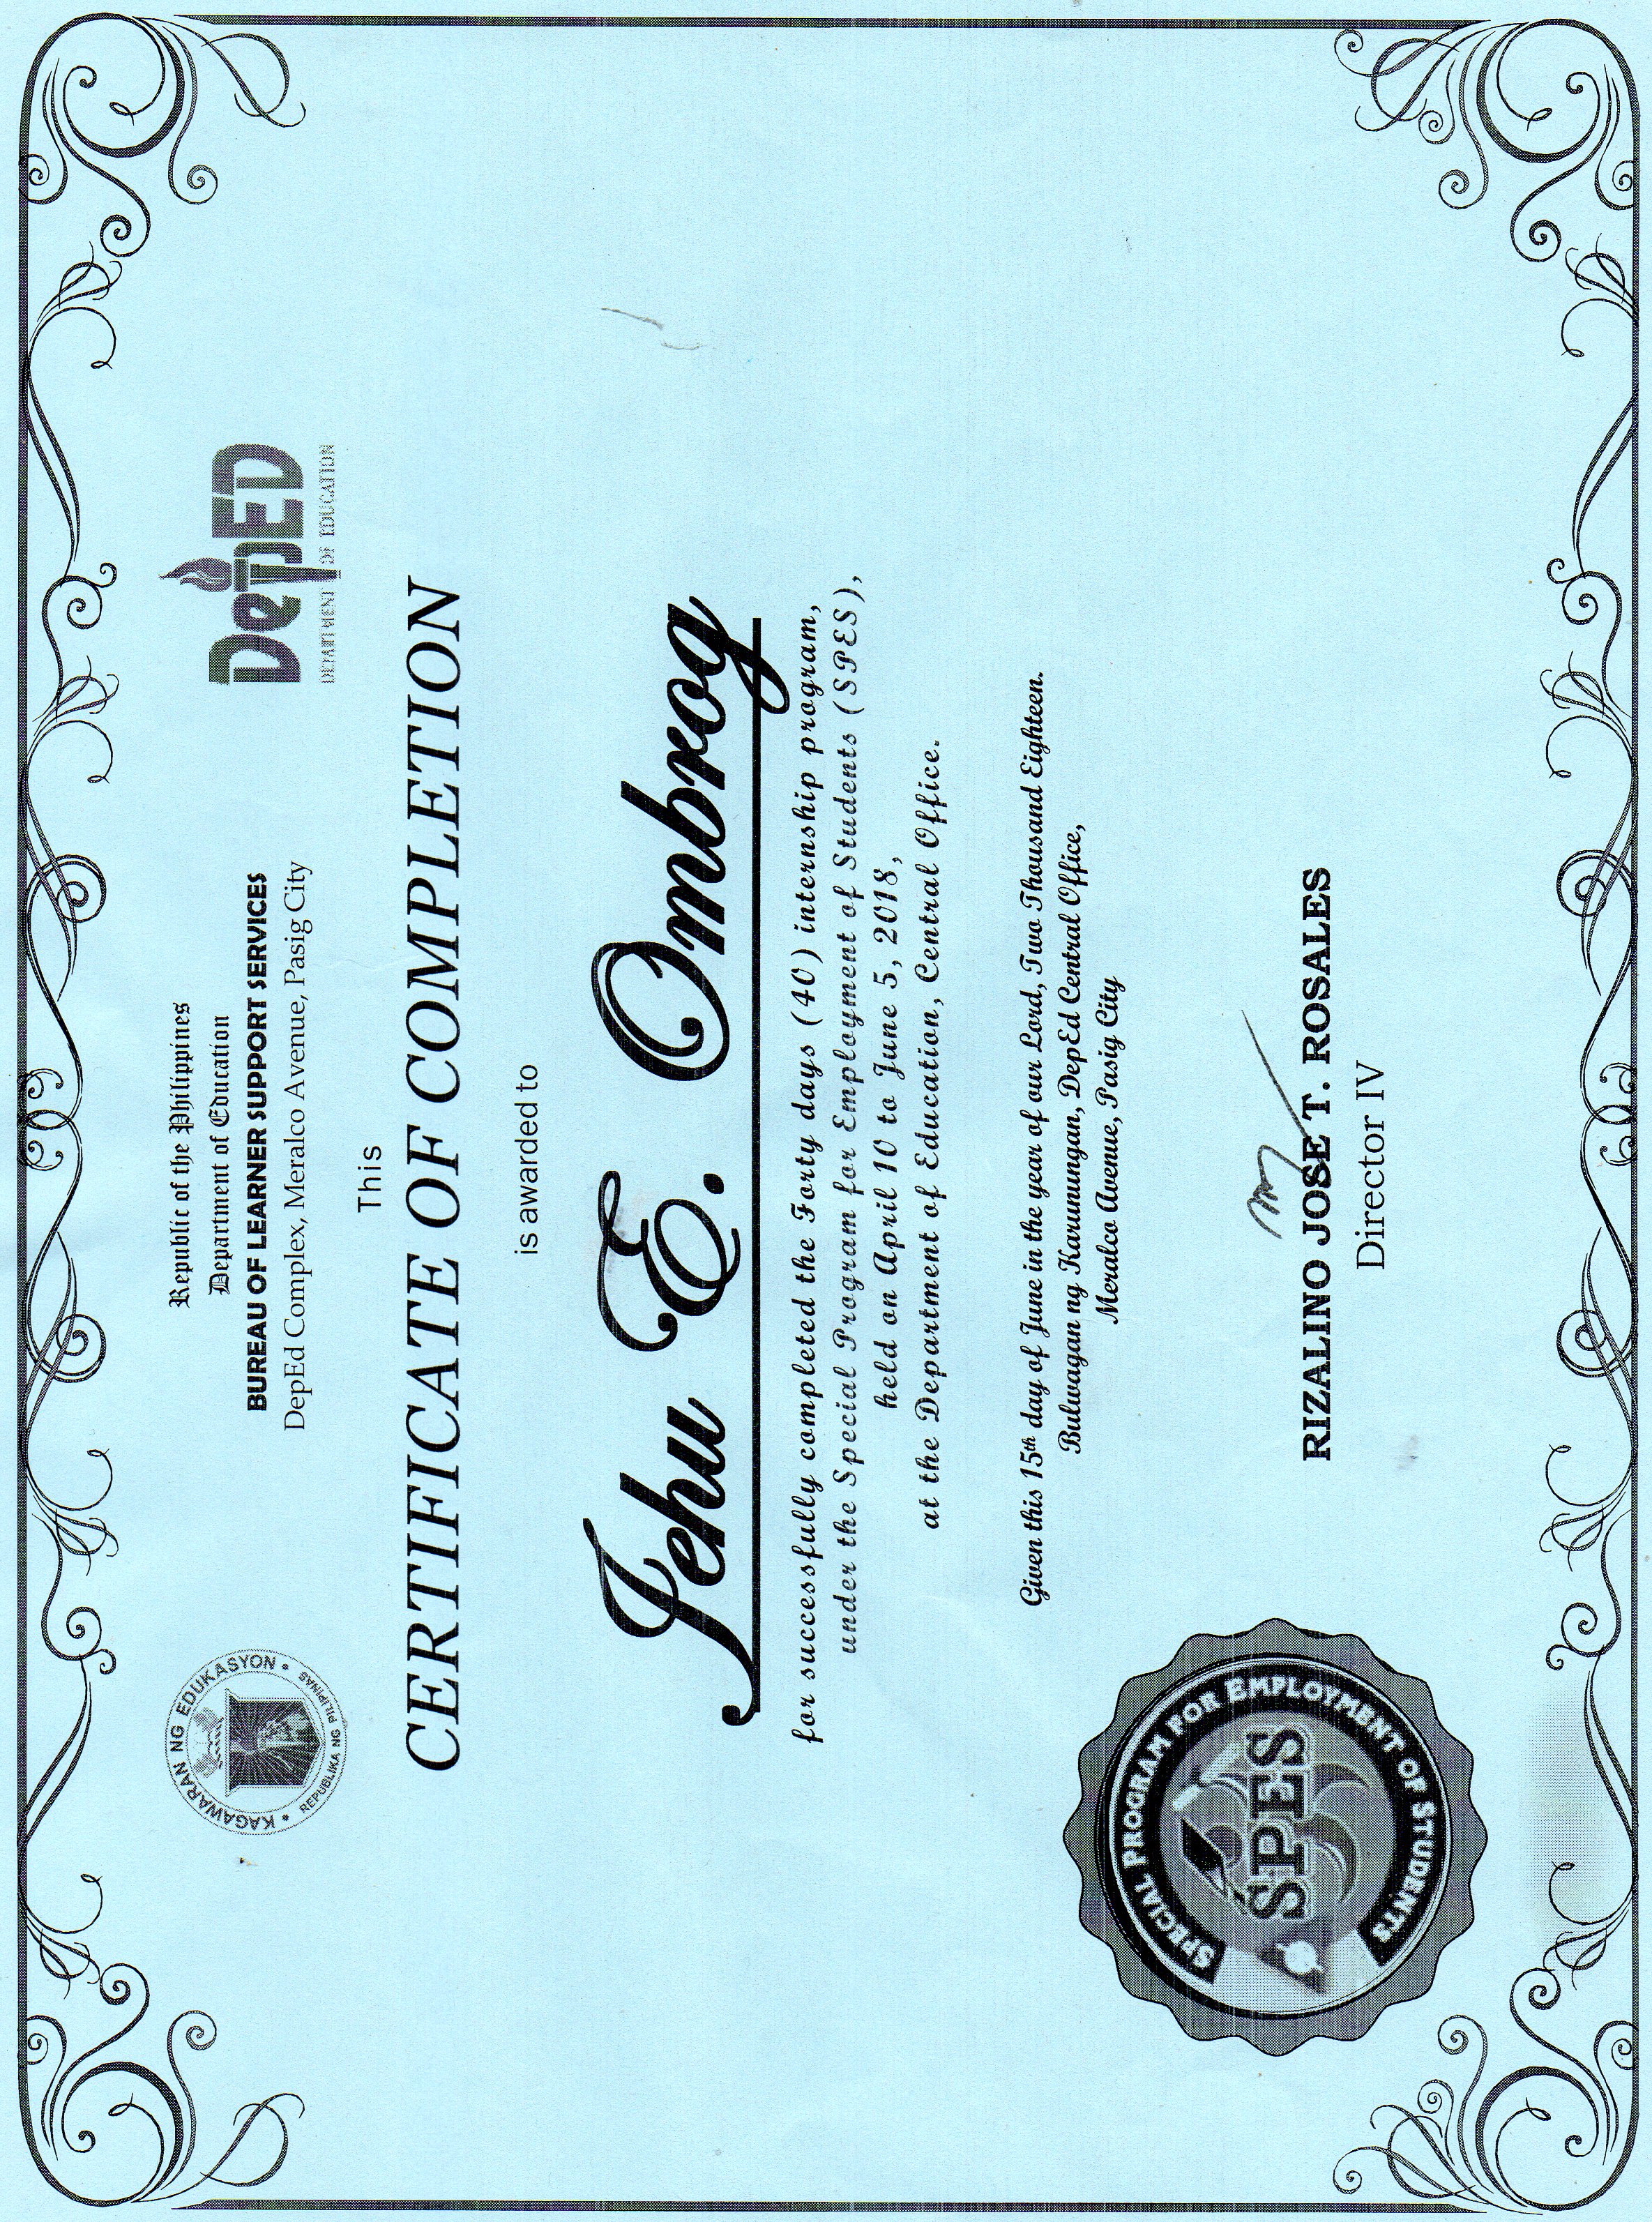 KAGAWARAN NG EDUKASYON
REPUBLIKA NG PILIPINAS
Republic of the Philippines
Department of Education
BUREAU OF LEARNER SUPPORT SERVICES
DepEd Complex, Meralco Avenue, Pasig City
DepED
DEPARTMENT OF EDUCATION
This
CERTIFICATE OF COMPLETION
is awarded to
Jehu E. Ombrog
for successfully completed the Forty days (40) internship program,
under the Special Program for Employment of Students (SPES),
held on April 10 to June 5, 2018,
at the Department of Education, Central Office.
Given this 15th day of June in the year of our Lord, Two Thousand Eighteen.
Bulwagan ng Karunungan, DepEd Central Office,
Meralco Avenue, Pasig City
SPECIAL PROGRAM FOR EMPLOYMENT OF STUDENTS
SPES
RIZALINO JOSE T. ROSALES
Director IV